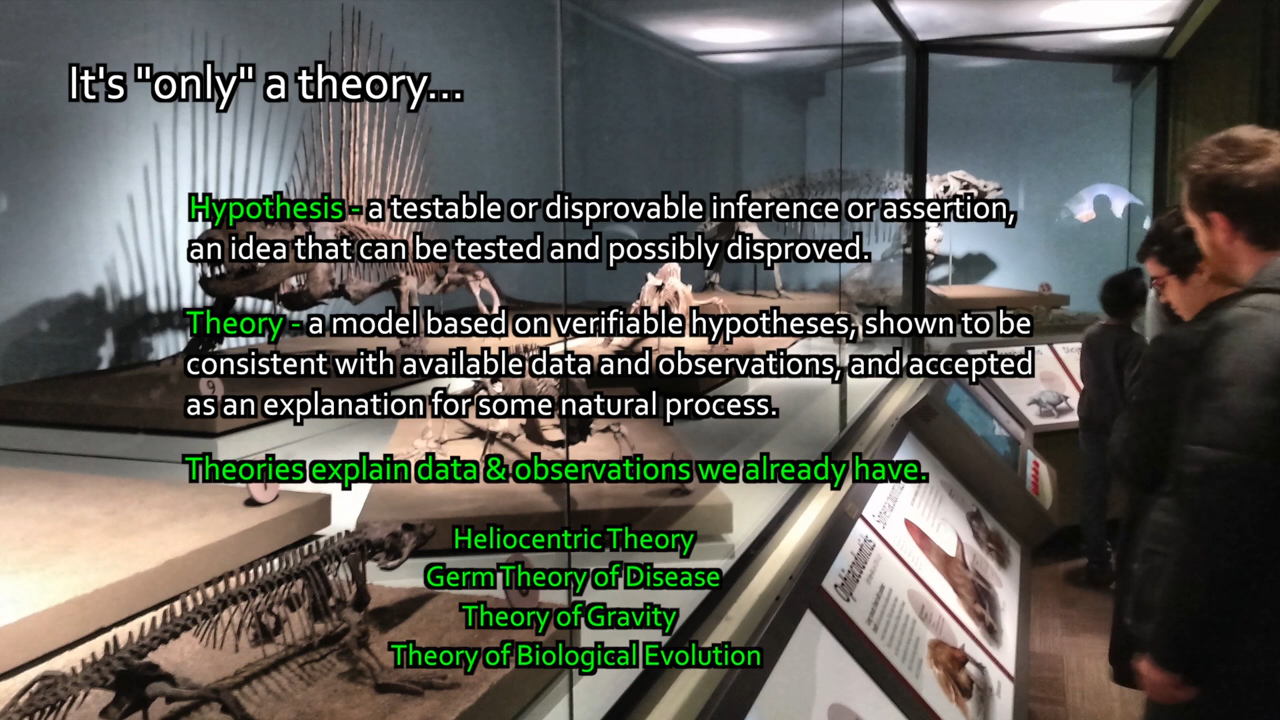 It's "only" a theory...
Hypothesis - a testable or disprovable inference or assertion,
an idea that can be tested and possibly disproved.
Theory - a model based on verifiable hypotheses, shown to be
consistent with available data and observations, and accepted
as an explanation for some natural process.
9
Theories explain data & observations we already have.
Heliocentric Theory
Germ Theory of Disease
Theory of Gravity
Theory of Biological Evolution